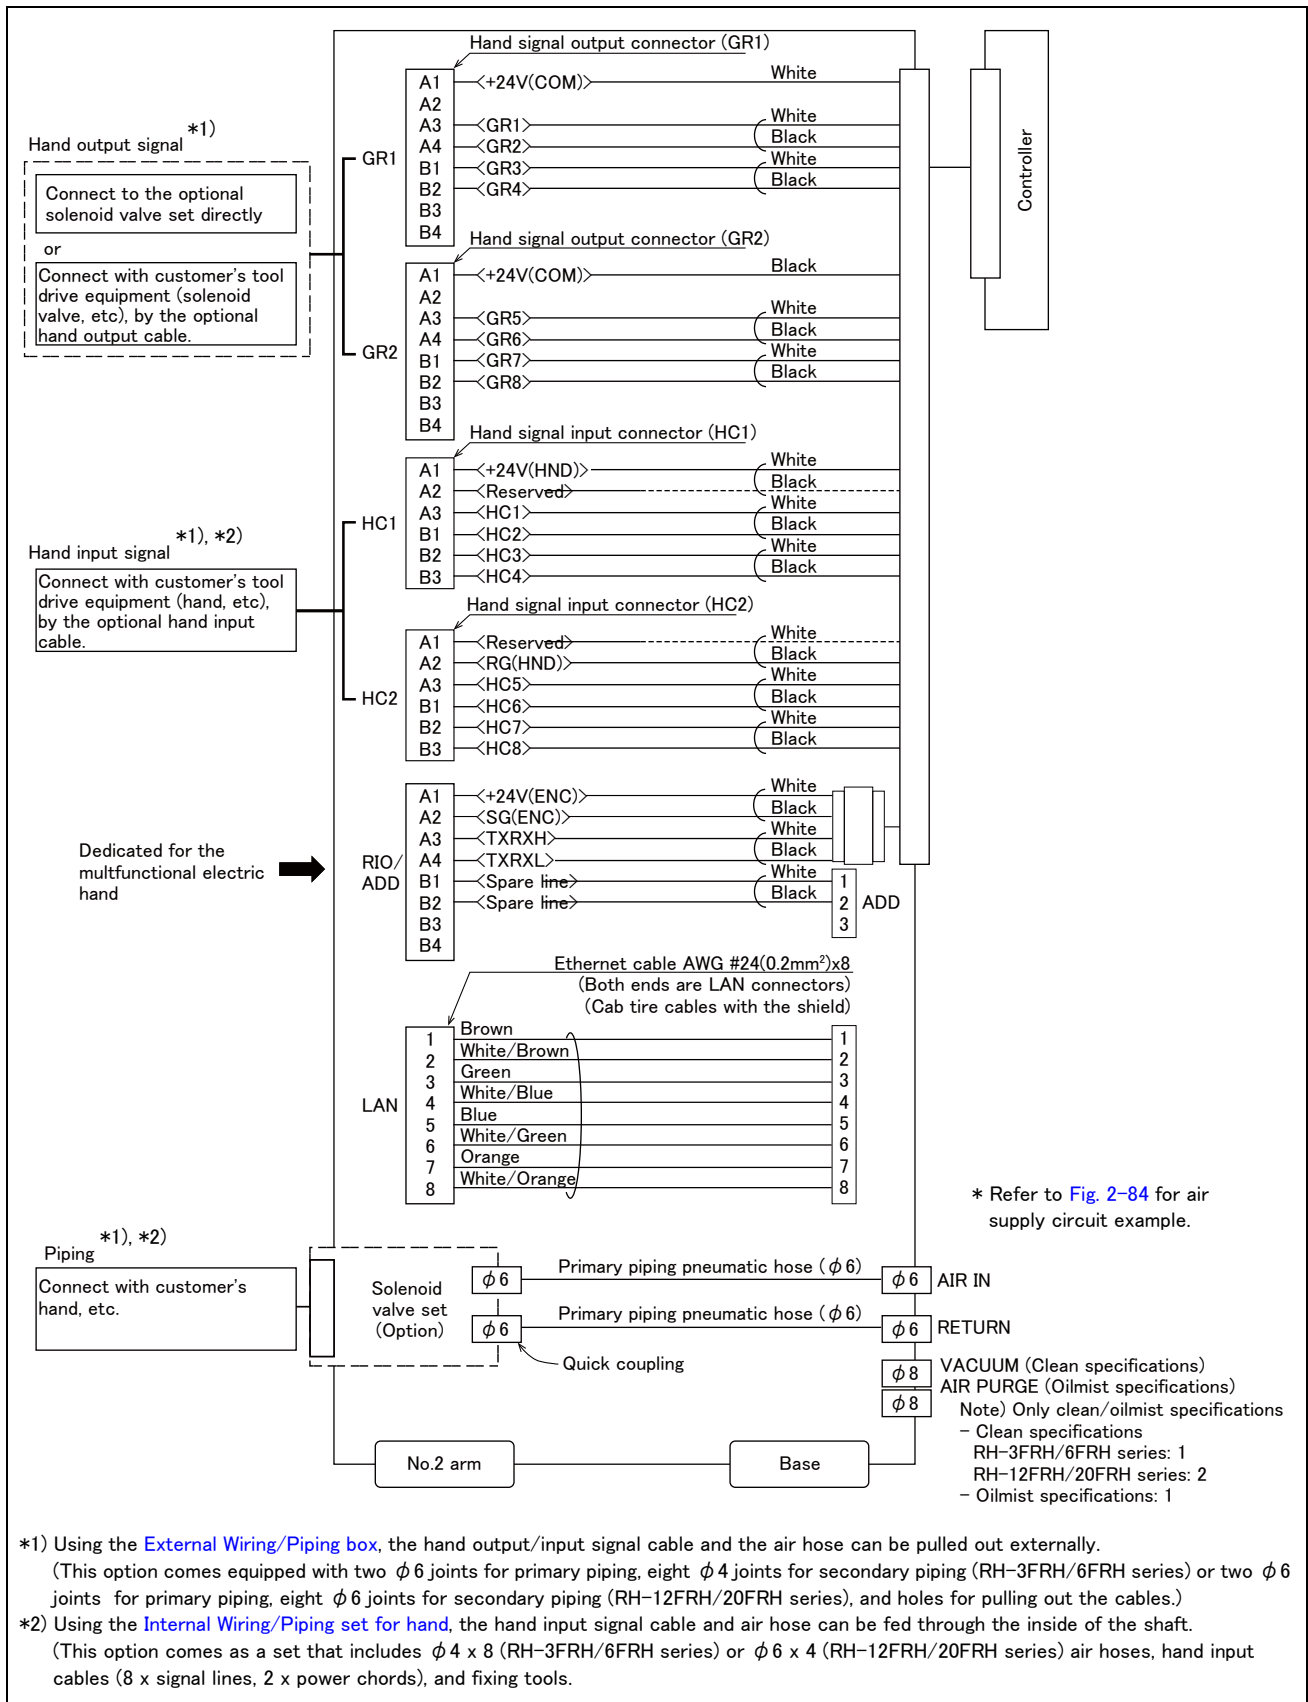 Hand signal output connector (GR1)
A1 <+24V(COM)> White
A2
A3 <GR1> White
A4 <GR2> Black
B1 <GR3> White
B2 <GR4> Black
B3
B4
GR1
Controller
Hand output signal *1)
Connect to the optional
solenoid valve set directly
or
Connect with customer's tool
drive equipment (solenoid
valve, etc), by the optional
hand output cable.
Hand signal output connector (GR2)
A1 <+24V(COM)> Black
A2
A3 <GR5> White
A4 <GR6> Black
B1 <GR7> White
B2 <GR8> Black
B3
B4
GR2
Hand signal input connector (HC1)
A1 <+24V(HND)> White
A2 <Reserved> Black
A3 <HC1> White
B1 <HC2> Black
B2 <HC3> White
B3 <HC4> Black
HC1
Hand input signal *1), *2)
Connect with customer's tool
drive equipment (hand, etc),
by the optional hand input
cable.
Hand signal input connector (HC2)
A1 <Reserved> White
A2 <RG(HND)> Black
A3 <HC5> White
B1 <HC6> Black
B2 <HC7> White
B3 <HC8> Black
HC2
Dedicated for the
multfunctional electric
hand
RIO/
ADD
A1 <+24V(ENC)> White
A2 <SG(ENC)> Black
A3 <TXRXH> White
A4 <TXRXL> Black
B1 <Spare line> White 1
B2 <Spare line> Black 2 ADD
B3 3
B4
Ethernet cable AWG #24(0.2mm²)x8
(Both ends are LAN connectors)
(Cab tire cables with the shield)
LAN
1 Brown 1
2 White/Brown 2
3 Green 3
4 White/Blue 4
5 Blue 5
6 White/Green 6
7 Orange 7
8 White/Orange 8
* Refer to Fig. 2-84 for air
supply circuit example.
Piping *1), *2)
Connect with customer's
hand, etc.
Solenoid
valve set
(Option)
φ6 Primary piping pneumatic hose (φ6) φ6 AIR IN
φ6 Primary piping pneumatic hose (φ6) φ6 RETURN
Quick coupling
φ8 VACUUM (Clean specifications)
AIR PURGE (Oilmist specifications)
φ8
Note) Only clean/oilmist specifications
- Clean specifications
RH-3FRH/6FRH series: 1
RH-12FRH/20FRH series: 2
- Oilmist specifications: 1
No.2 arm
Base
*1) Using the External Wiring/Piping box, the hand output/input signal cable and the air hose can be pulled out externally.
(This option comes equipped with two φ6 joints for primary piping, eight φ4 joints for secondary piping (RH-3FRH/6FRH series) or two φ6
joints for primary piping, eight φ6 joints for secondary piping (RH-12FRH/20FRH series), and holes for pulling out the cables.)
*2) Using the Internal Wiring/Piping set for hand, the hand input signal cable and air hose can be fed through the inside of the shaft.
(This option comes as a set that includes φ4 x 8 (RH-3FRH/6FRH series) or φ6 x 4 (RH-12FRH/20FRH series) air hoses, hand input
cables (8 x signal lines, 2 x power chords), and fixing tools.